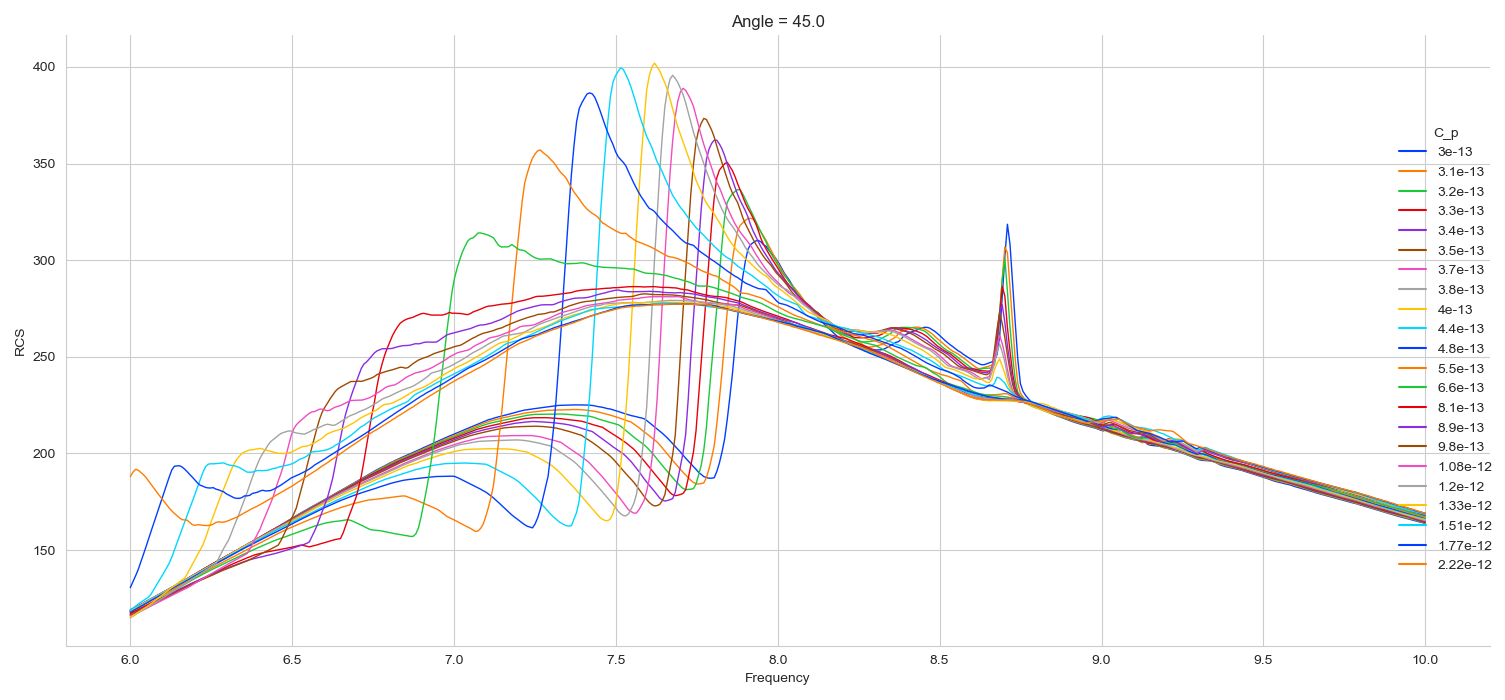 Angle = 45.0
400
350
300
250
200
150
RCS
6.0
6.5
7.0
7.5
8.0
8.5
9.0
9.5
10.0
Frequency
C_p
3e-13
3.1e-13
3.2e-13
3.3e-13
3.4e-13
3.5e-13
3.7e-13
3.8e-13
4e-13
4.4e-13
4.8e-13
5.5e-13
6.6e-13
8.1e-13
8.9e-13
9.8e-13
1.08e-12
1.2e-12
1.33e-12
1.51e-12
1.77e-12
2.22e-12